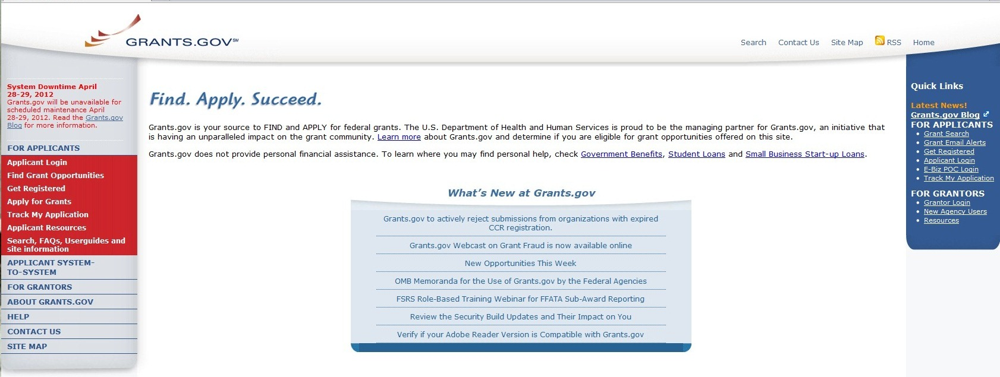 GRANTS.GOV℠
Search Contact Us Site Map RSS Home
System Downtime April
28-29, 2012
Grants.gov will be unavailable for
scheduled maintenance April
28-29, 2012. Read the Grants.gov
Blog for more information.
FOR APPLICANTS
Applicant Login
Find Grant Opportunities
Get Registered
Apply for Grants
Track My Application
Applicant Resources
Search, FAQs, Userguides and
site information
APPLICANT SYSTEM-
TO-SYSTEM
FOR GRANTORS
ABOUT GRANTS.GOV
HELP
CONTACT US
SITE MAP
Find. Apply. Succeed.
Grants.gov is your source to FIND and APPLY for federal grants. The U.S. Department of Health and Human Services is proud to be the managing partner for Grants.gov, an initiative that
is having an unparalleled impact on the grant community. Learn more about Grants.gov and determine if you are eligible for grant opportunities offered on this site.
Grants.gov does not provide personal financial assistance. To learn where you may find personal help, check Government Benefits, Student Loans and Small Business Start-up Loans.
What's New at Grants.gov
Grants.gov to actively reject submissions from organizations with expired
CCR registration.
Grants.gov Webcast on Grant Fraud is now available online
New Opportunities This Week
OMB Memoranda for the Use of Grants.gov by the Federal Agencies
FSRS Role-Based Training Webinar for FFATA Sub-Award Reporting
Review the Security Build Updates and Their Impact on You
Verify if your Adobe Reader Version is Compatible with Grants.gov
Quick Links
Latest News!
Grants.gov Blog
FOR APPLICANTS
• Grant Search
• Grant Email Alerts
• Get Registered
• Applicant Login
• E-Biz POC Login
• Track My Application
FOR GRANTORS
• Grantor Login
• New Agency Users
• Resources